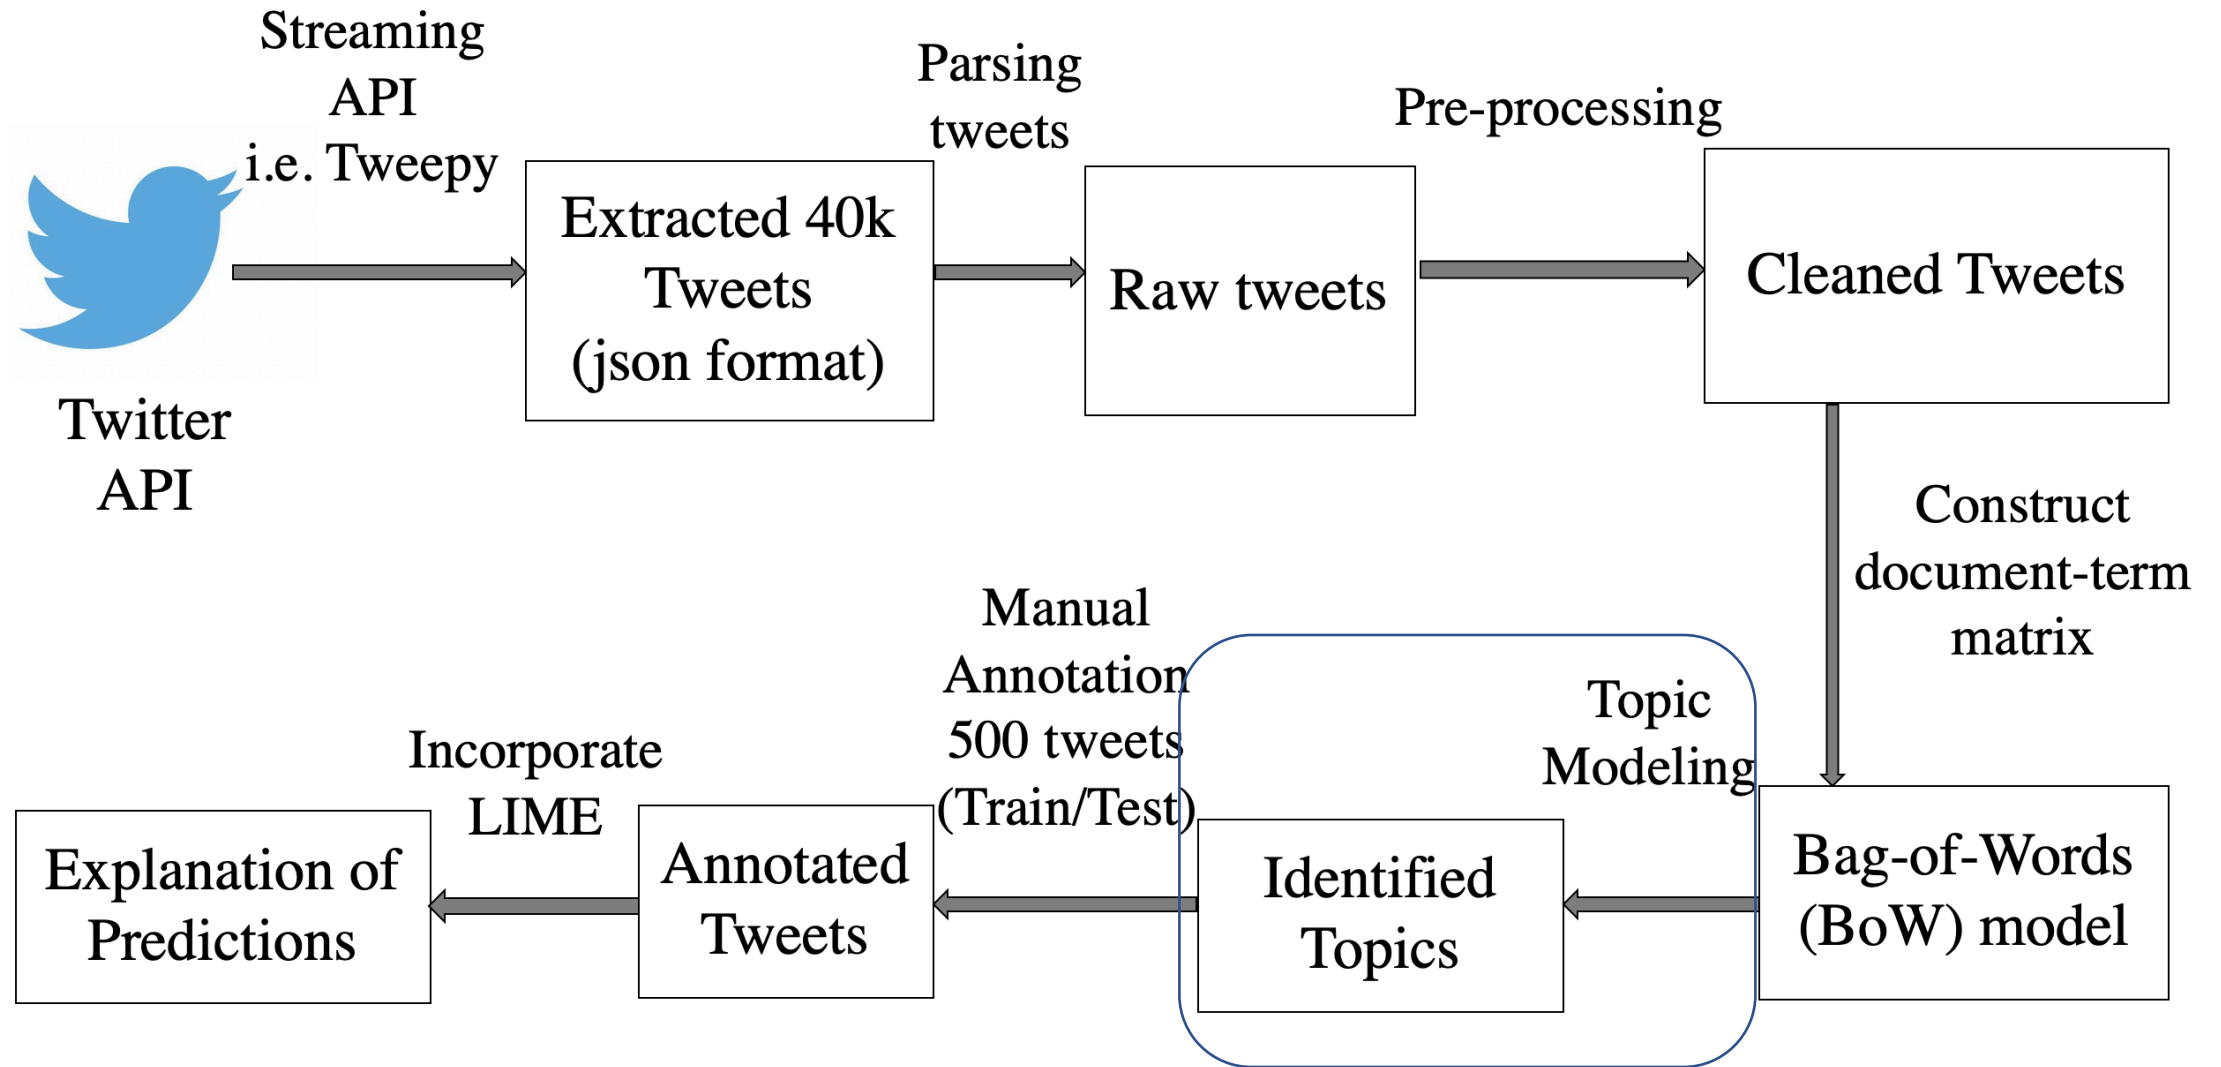 Streaming
API
i.e. Tweepy
Twitter
API
Extracted 40k
Tweets
(json format)
Parsing
tweets
Raw tweets
Pre-processing
Cleaned Tweets
Construct
document-term
matrix
Bag-of-Words
(BoW) model
Topic
Modeling
Identified
Topics
Manual
Annotation
500 tweets
(Train/Test)
Annotated
Tweets
Incorporate
LIME
Explanation of
Predictions